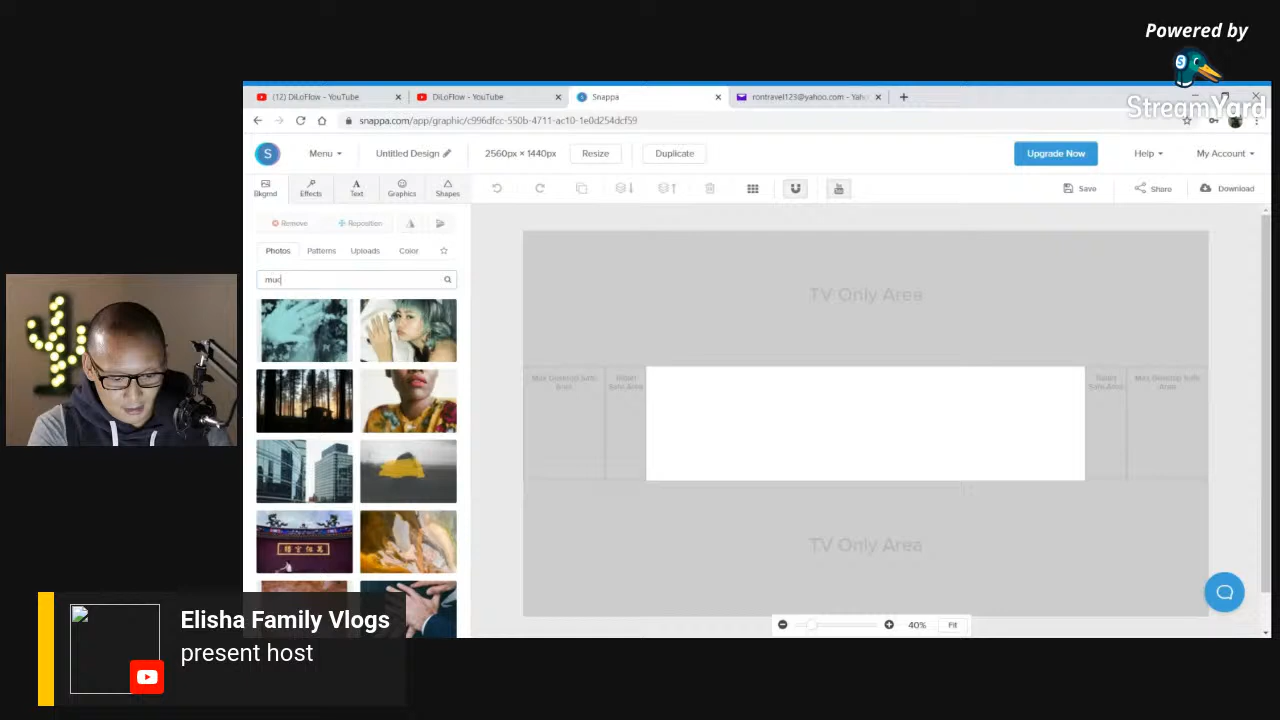 Powered by
StreamYard
(12) DiLoFlow - YouTube
DiLoFlow - YouTube
Snappa
rontravel123@yahoo.com - Yah
snappa.com/app/graphic/c996dfcc-550b-4711-ac10-1e0d254dcf59
S
Menu
Untitled Design
2560px × 1440px
Resize
Duplicate
Upgrade Now
Help
My Account
Bkgrnd
Effects
Text
Graphics
Shapes
Save
Share
Download
Remove
Reposition
Photos
Patterns
Uploads
Color
muc
TV Only Area
Max Desktop Safe Area
Tablet Safe Area
Tablet Safe Area
Max Desktop Safe Area
TV Only Area
40%
Fit
Elisha Family Vlogs
present host